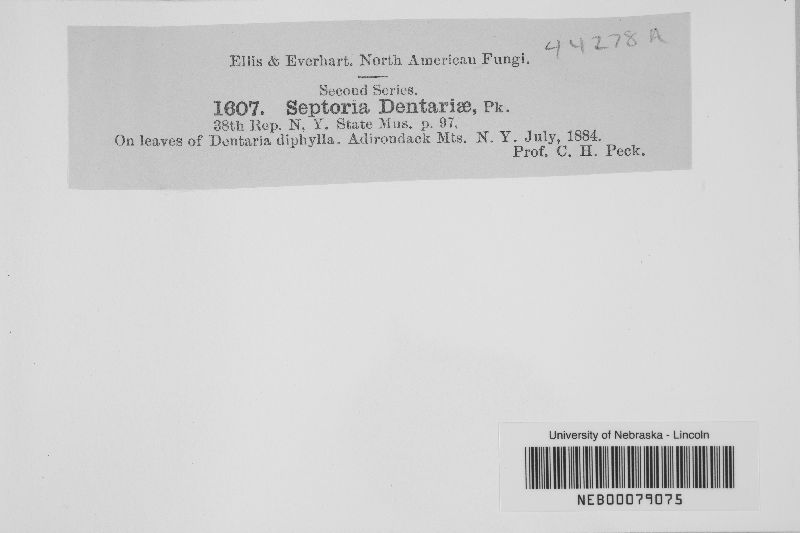 Ellis & Everhart. North American Fungi.
44278A
Second Series.
1607. Septoria Dentariæ, Pk.
38th Rep. N. Y. State Mus. p. 97.
On leaves of Dentaria diphylla. Adirondack Mts. N. Y. July, 1884.
Prof. C. H. Peck.
University of Nebraska - Lincoln
NEB00079075